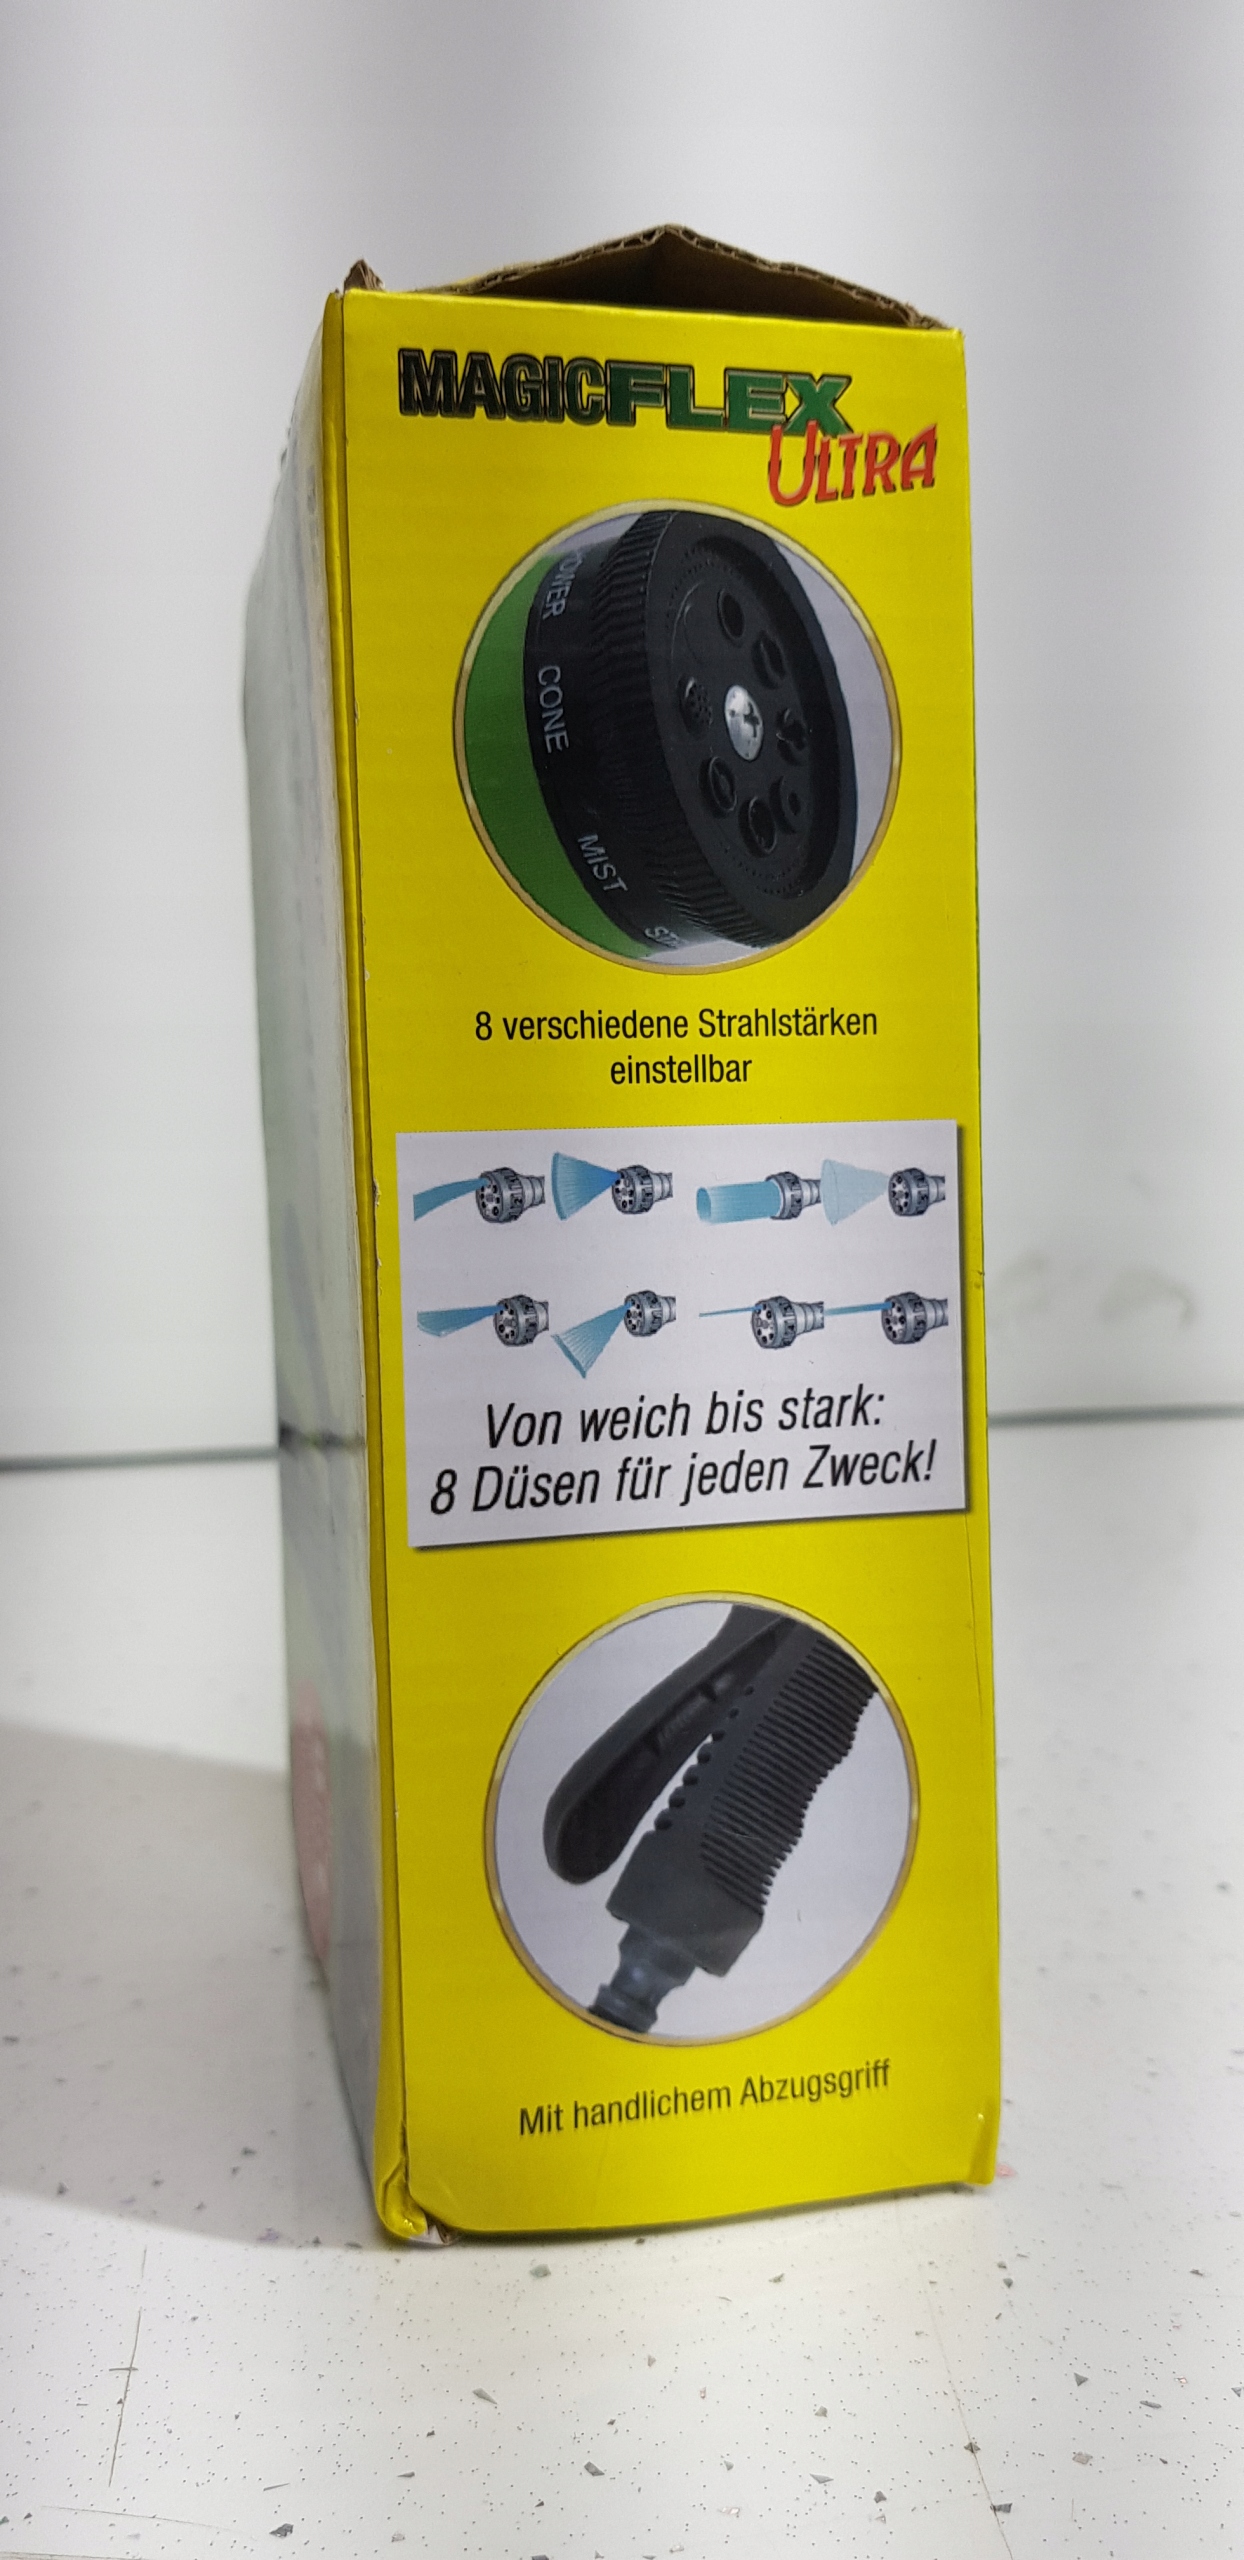 MAGICFLEX
ULTRA
POWER
CONE
MIST
8 verschiedene Strahlstärken
einstellbar
Von weich bis stark:
8 Düsen für jeden Zweck!
Mit handlichem Abzugsgriff